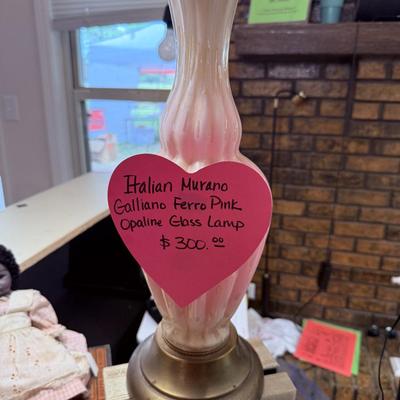 Italian Murano
Galliano Ferro Pink
Opaline Glass Lamp
$300.00